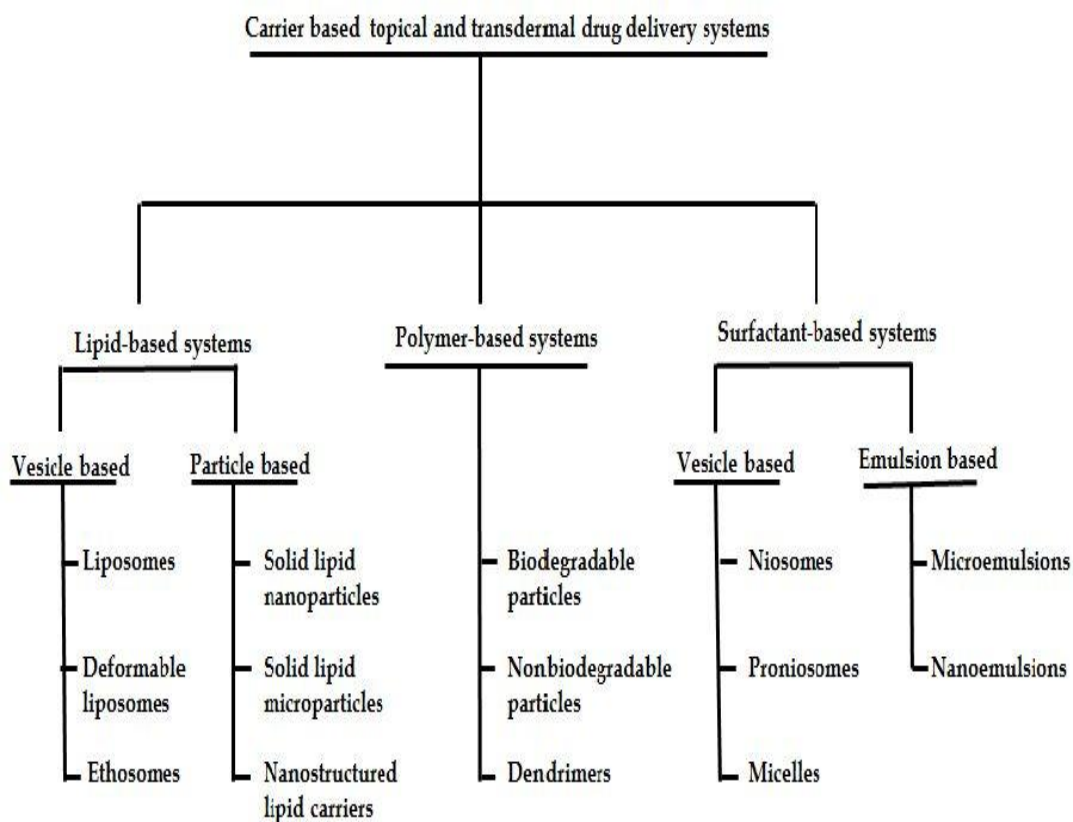 Carrier based topical and transdermal drug delivery systems
Lipid-based systems
Polymer-based systems
Surfactant-based systems
Vesicle based
Particle based
Vesicle based
Emulsion based
Liposomes
Deformable
liposomes
Ethosomes
Solid lipid
nanoparticles
Solid lipid
microparticles
Nanostructured
lipid carriers
Biodegradable
particles
Nonbiodegradable
particles
Dendrimers
Niosomes
Proniosomes
Micelles
Microemulsions
Nanoemulsions